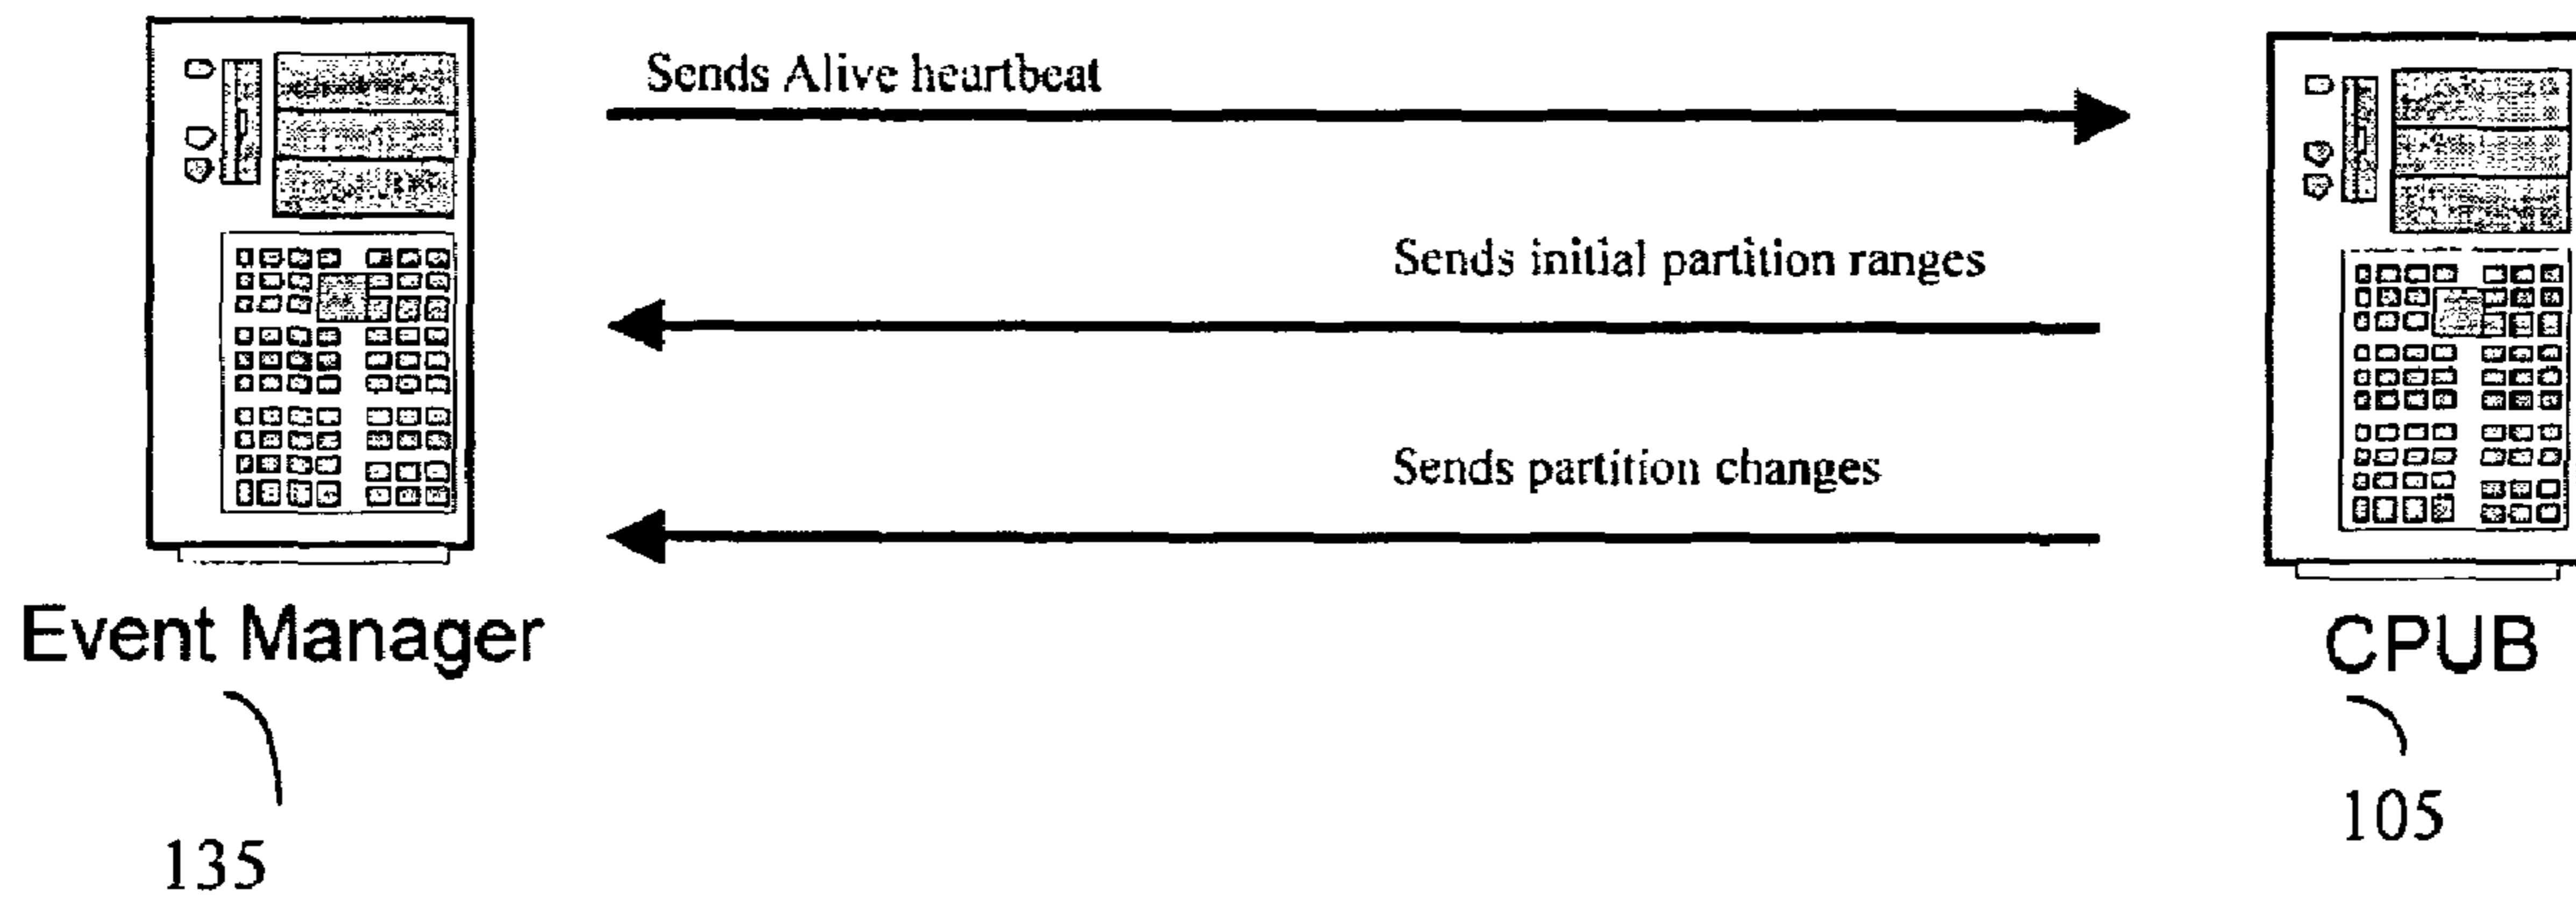 Sends Alive heartbeat
Sends initial partition ranges
Sends partition changes
Event Manager
CPUB
135
105